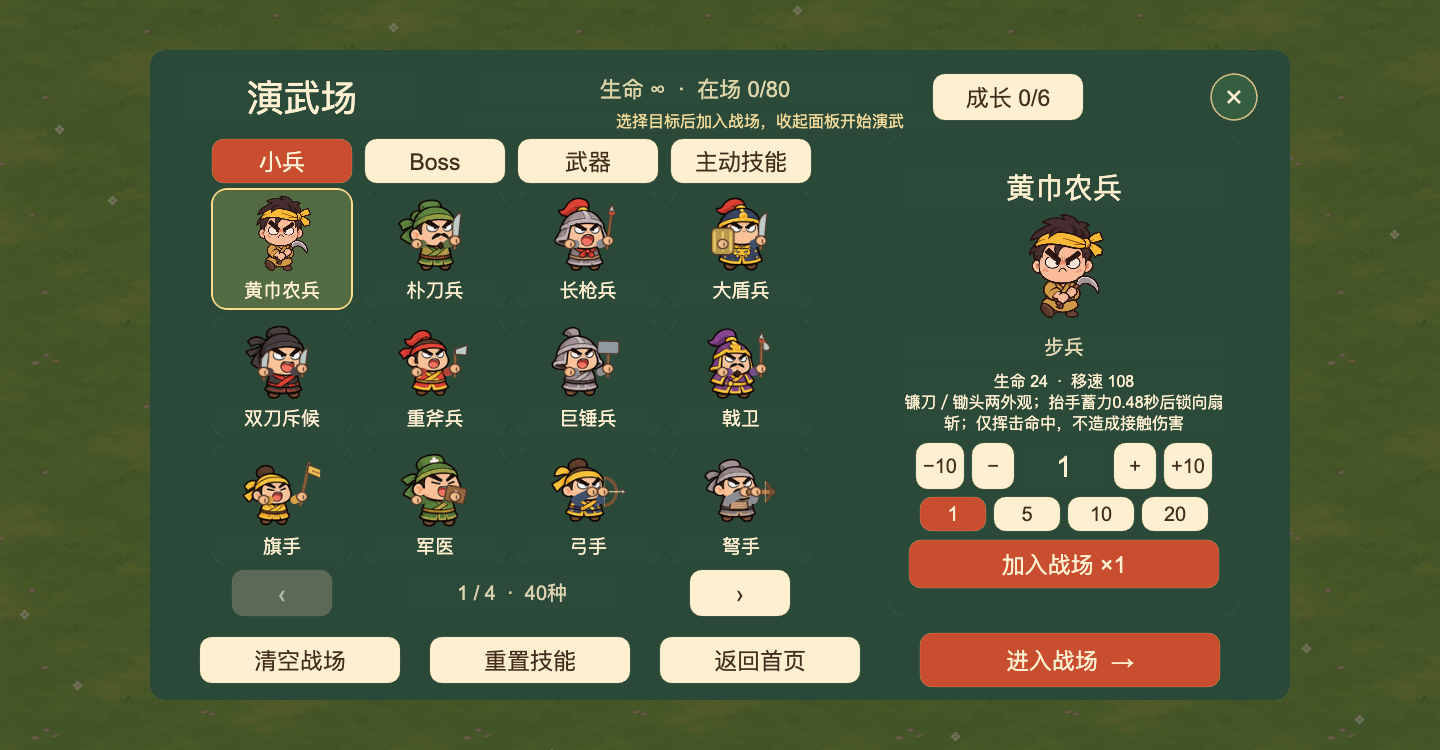 演武场
生命 ∞ · 在场 0/80
成长 0/6
×
选择目标后加入战场，收起面板开始演武
小兵
Boss
武器
主动技能
黄巾农兵
朴刀兵
长枪兵
大盾兵
双刀斥候
重斧兵
巨锤兵
戟卫
旗手
军医
弓手
弩手
‹
1 / 4 · 40种
›
清空战场
重置技能
返回首页
黄巾农兵
步兵
生命 24 · 移速 108
镰刀 / 锄头两外观；抬手蓄力0.48秒后锁向扇
斩；仅挥击命中，不造成接触伤害
−10
−
1
+
+10
1
5
10
20
加入战场 ×1
进入战场 →